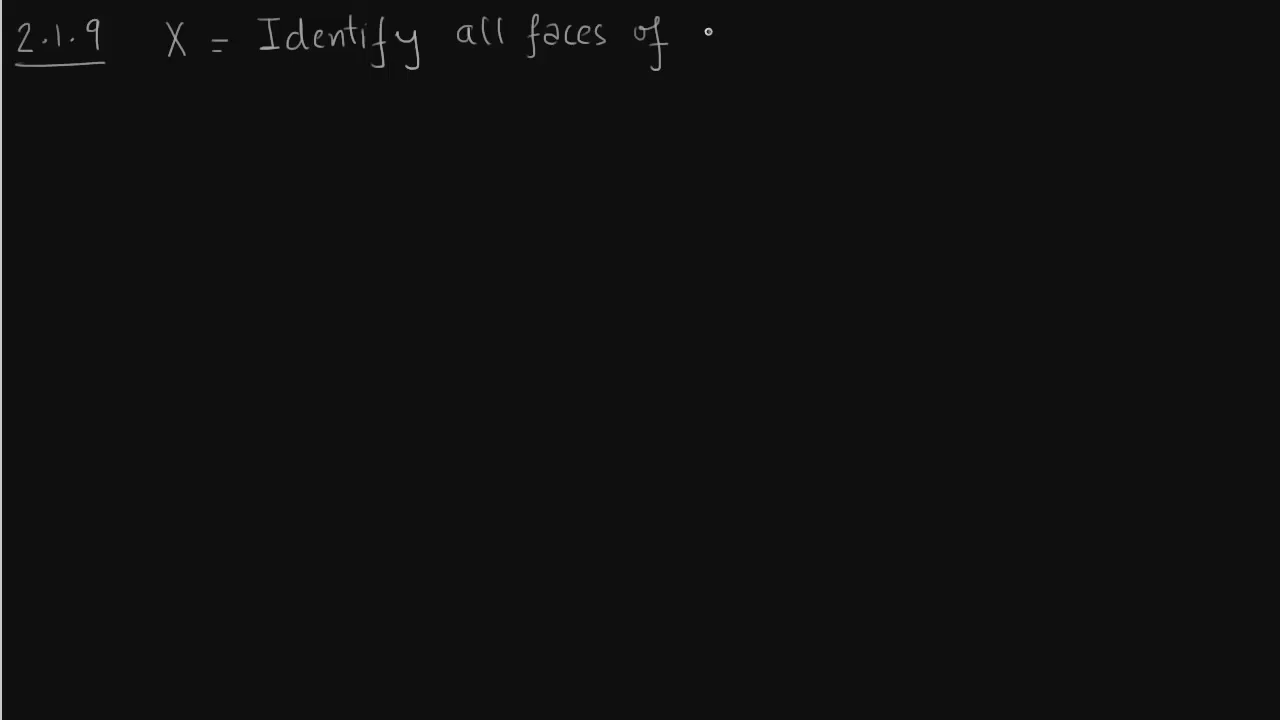 2.1.9 X = Identify all faces of